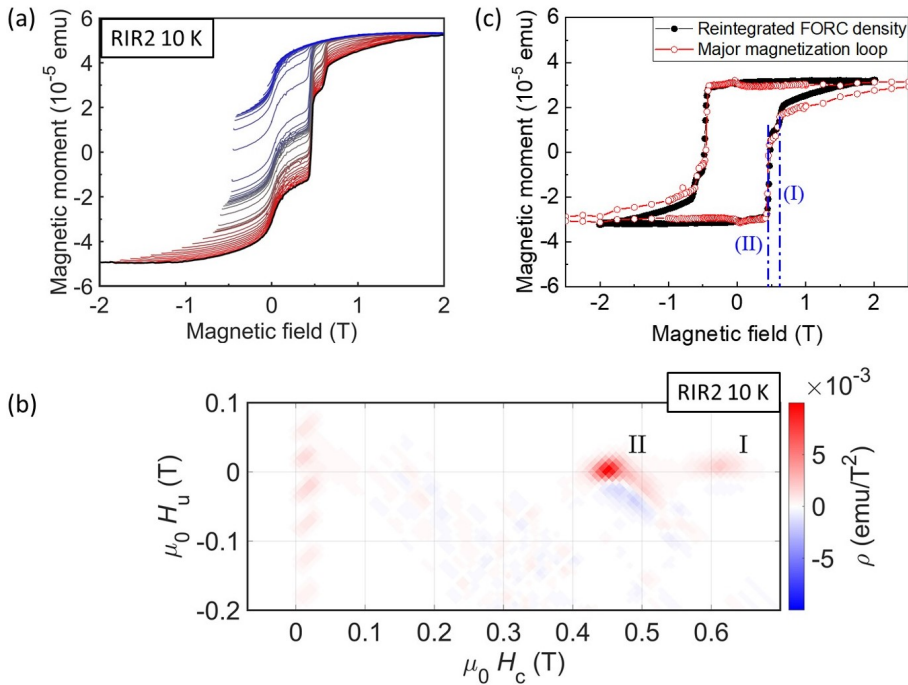 (a)
RIR2 10 K
Magnetic moment (10⁻⁵ emu)
6
4
2
0
-2
-4
-6
-2
-1
0
1
2
Magnetic field (T)
(c)
Reintegrated FORC density
Major magnetization loop
Magnetic moment (10⁻⁵ emu)
6
4
2
0
-2
-4
-6
(I)
(II)
-2
-1
0
1
2
Magnetic field (T)
(b)
RIR2 10 K
μ₀ Hᵤ (T)
0.1
0
-0.1
-0.2
II
I
0
0.1
0.2
0.3
0.4
0.5
0.6
μ₀ H_c (T)
×10⁻³
5
0
-5
ρ (emu/T²)